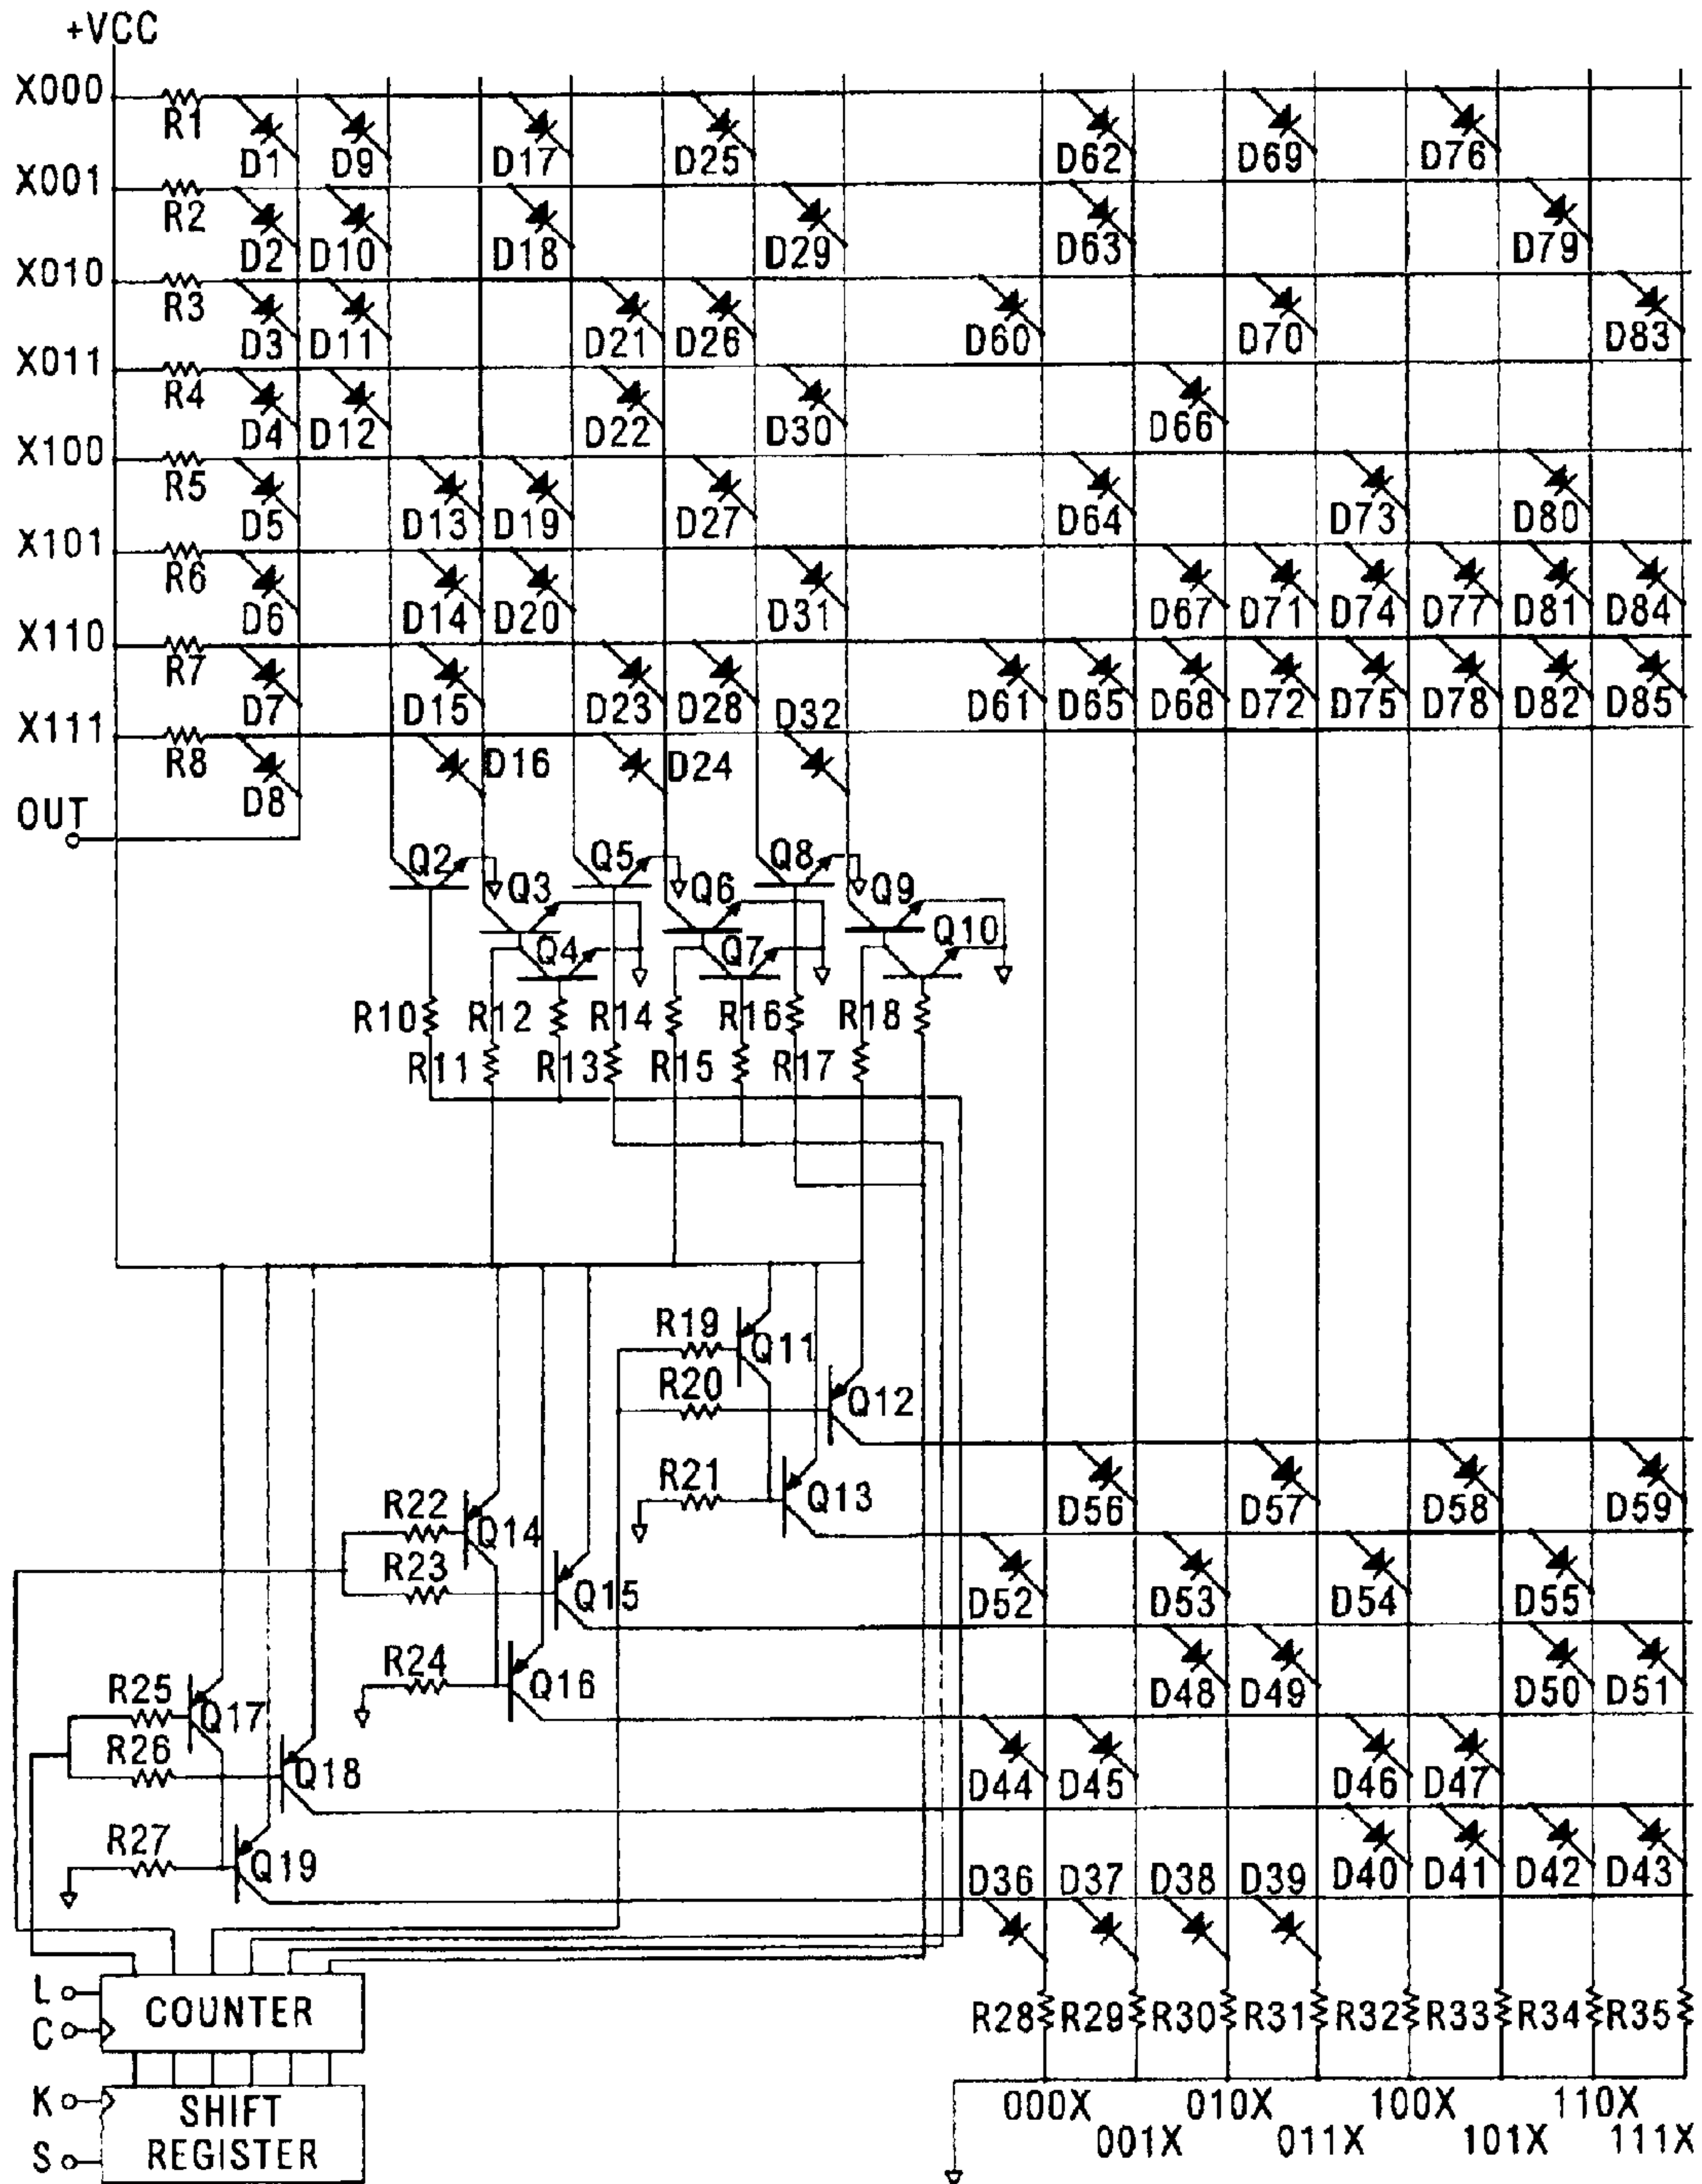 +VCC
X000
R1
D1 D9 D17 D25 D62 D69 D76
X001
R2
D2 D10 D18 D29 D63 D79
X010
R3
D3 D11 D21 D26 D60 D70 D83
X011
R4
D4 D12 D22 D30 D66
X100
R5
D5 D13 D19 D27 D64 D73 D80
X101
R6
D6 D14 D20 D31 D67 D71 D74 D77 D81 D84
X110
R7
D7 D15 D23 D28 D32 D61 D65 D68 D72 D75 D78 D82 D85
X111
R8
D8 D16 D24
OUT
Q2 Q5 Q8
Q3 Q6 Q9
Q4 Q7 Q10
R10 R12 R14 R16 R18
R11 R13 R15 R17
R19 Q11
R20 Q12
R21 Q13 D56 D57 D58 D59
R22 Q14
R23 Q15 D52 D53 D54 D55
R24 Q16 D48 D49 D50 D51
R25 Q17
R26 Q18 D44 D45 D46 D47
R27 Q19 D36 D37 D38 D39 D40 D41 D42 D43
L
COUNTER
C
R28 R29 R30 R31 R32 R33 R34 R35
K
SHIFT
REGISTER
S
000X 010X 100X 110X
001X 011X 101X 111X